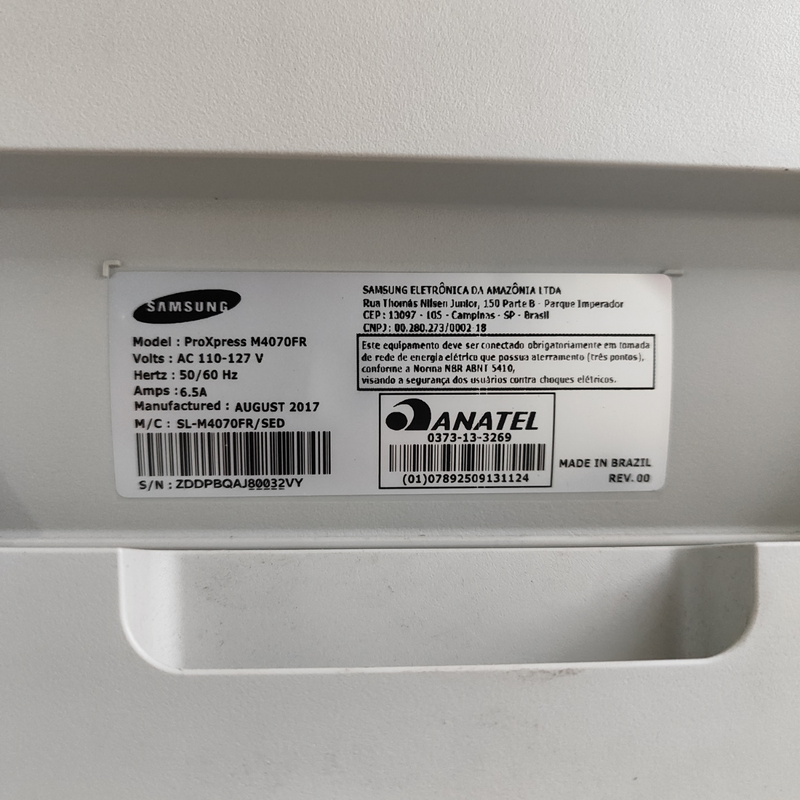 SAMSUNG
Model : ProXpress M4070FR
Volts : AC 110-127 V
Hertz : 50/60 Hz
Amps :6.5A
Manufactured : AUGUST 2017
M/C : SL-M4070FR/SED
S/N : ZDDPBQAJ80032VY
SAMSUNG ELETRÔNICA DA AMAZÔNIA LTDA
Rua Thomás Nilsen Junior, 150 Parte B - Parque Imperador
CEP : 13097 - 105 - Campinas - SP - Brasil
CNPJ : 00.280.273/0002-18
Este equipamento deve ser conectado obrigatoriamente em tomada
de rede de energia elétrica que possua aterramento (três pontos),
conforme a Norma NBR ABNT 5410,
visando a segurança dos usuários contra choques elétricos.
ANATEL
0373-13-3269
(01)07892509131124
MADE IN BRAZIL
REV. 00